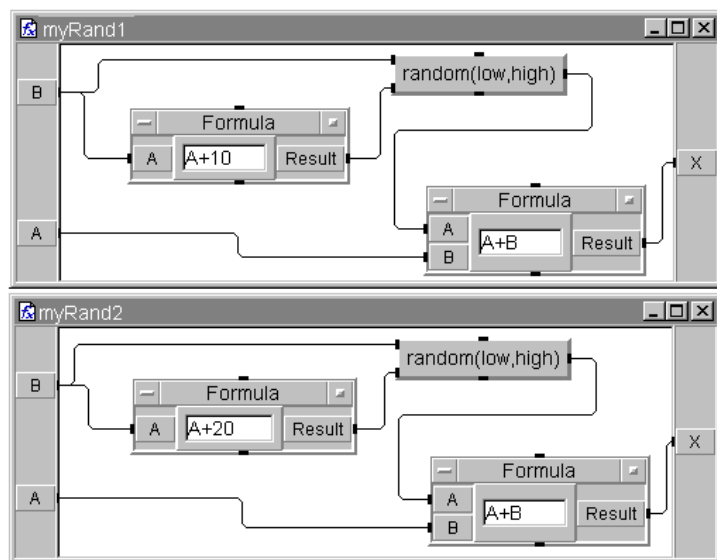 myRand1
random(low,high)
B
Formula
A A+10 Result
X
Formula
A
A+B
Result
B
A
myRand2
random(low,high)
B
Formula
A A+20 Result
X
Formula
A
A+B
Result
B
A